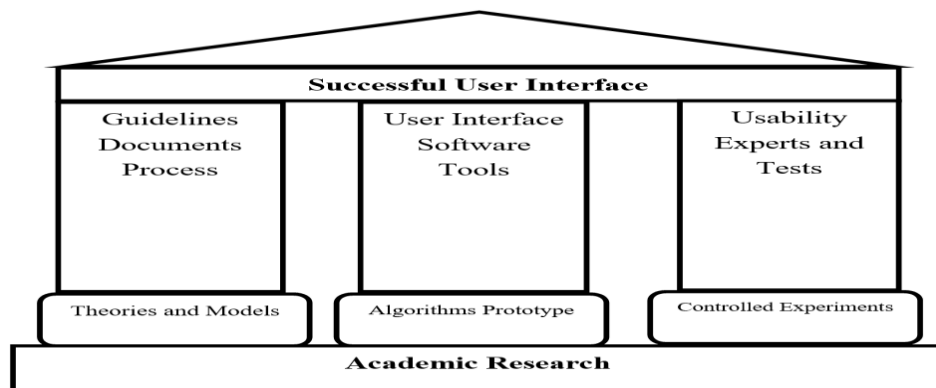 Successful User Interface
Guidelines
Documents
Process
User Interface
Software
Tools
Usability
Experts and
Tests
Theories and Models
Algorithms Prototype
Controlled Experiments
Academic Research